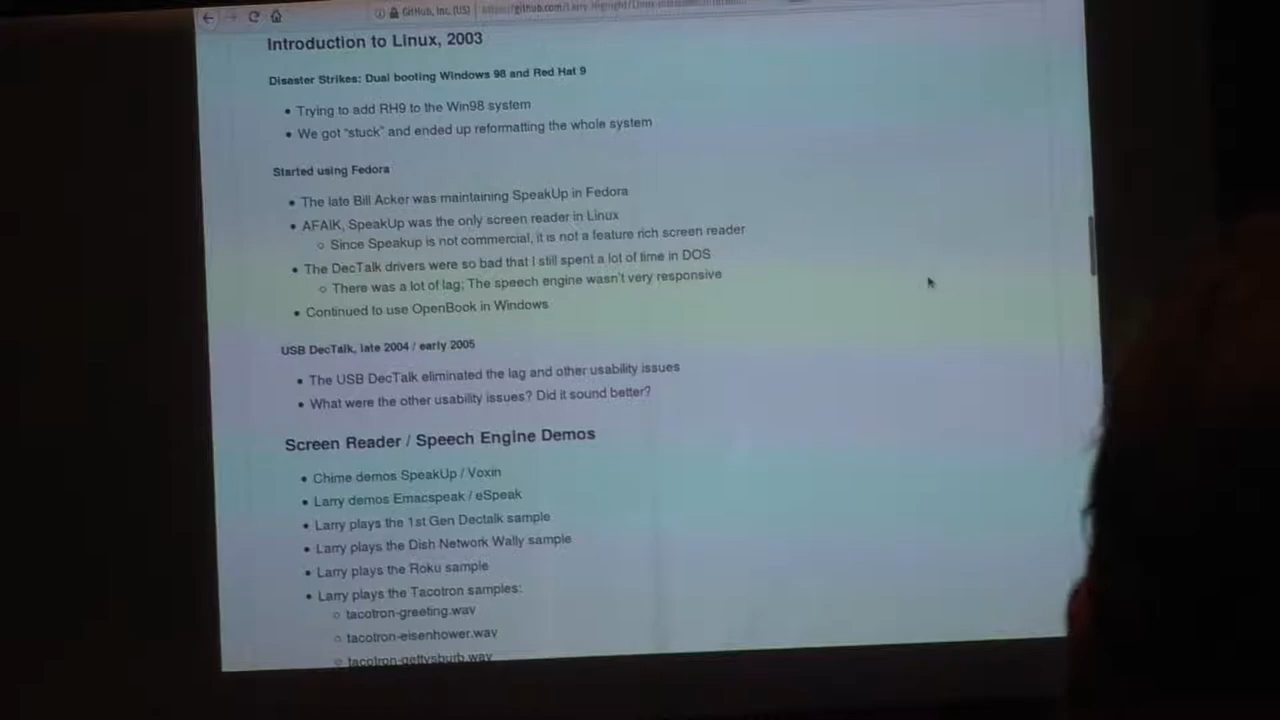 GitHub, Inc. (US)
Introduction to Linux, 2003
Disaster Strikes: Dual booting Windows 98 and Red Hat 9
Trying to add RH9 to the Win98 system
We got "stuck" and ended up reformatting the whole system
Started using Fedora
The late Bill Acker was maintaining SpeakUp in Fedora
AFAIK, SpeakUp was the only screen reader in Linux
Since Speakup is not commercial, it is not a feature rich screen reader
The DecTalk drivers were so bad that I still spent a lot of time in DOS
There was a lot of lag; The speech engine wasn't very responsive
Continued to use OpenBook in Windows
USB DecTalk, late 2004 / early 2005
The USB DecTalk eliminated the lag and other usability issues
What were the other usability issues? Did it sound better?
Screen Reader / Speech Engine Demos
Chime demos SpeakUp / Voxin
Larry demos Emacspeak / eSpeak
Larry plays the 1st Gen Dectalk sample
Larry plays the Dish Network Wally sample
Larry plays the Roku sample
Larry plays the Tacotron samples:
tacotron-greeting.wav
tacotron-eisenhower.wav
tacotron-gettysburb.wav